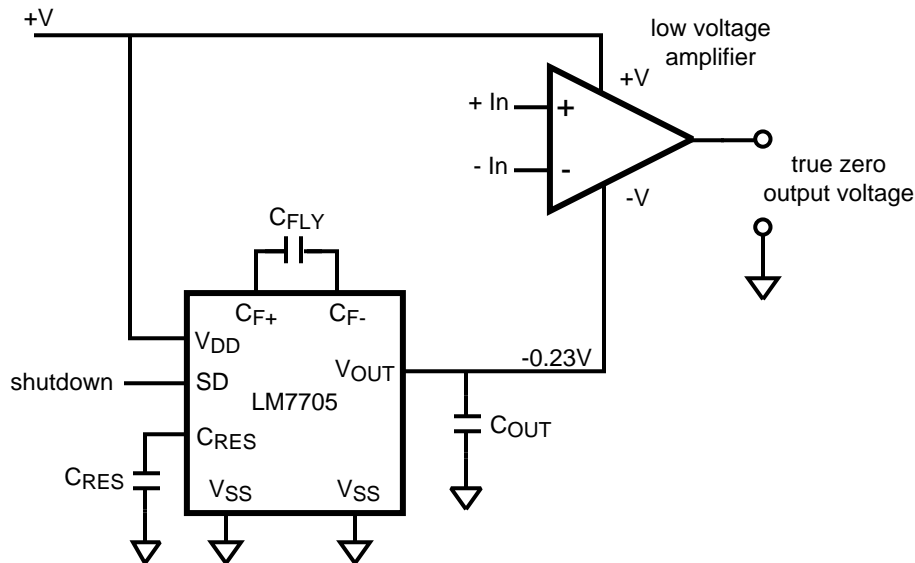 +V
low voltage
amplifier
+V
+ In
+
- In
-
-V
true zero
output voltage
CFLY
CF+
CF-
VDD
VOUT
-0.23V
shutdown
SD
LM7705
COUT
CRES
CRES
VSS
VSS